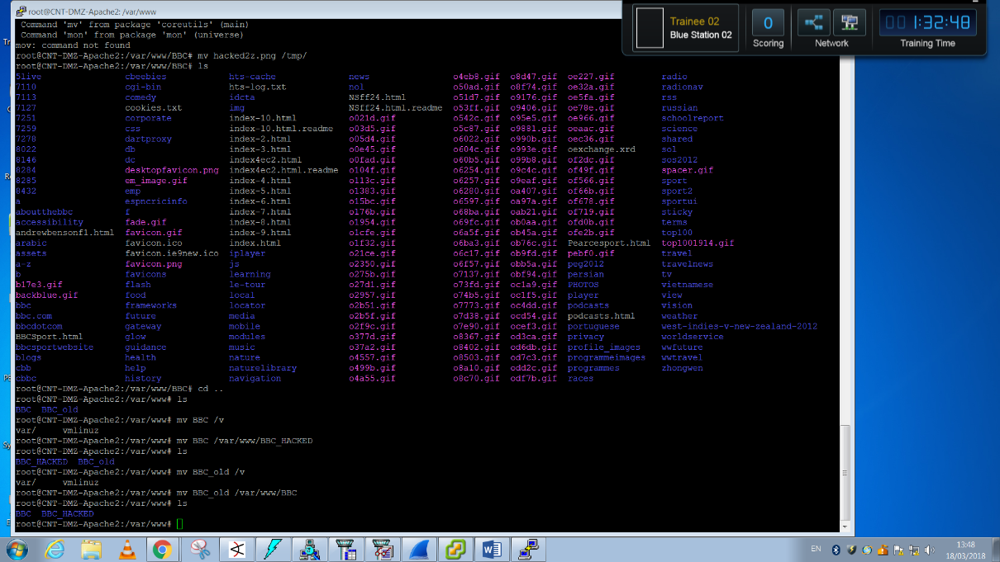 root@CNT-DMZ-Apache2: /var/www
Command 'mv' from package 'coreutils' (main)
Command 'mon' from package 'mon' (universe)
mov: command not found
root@CNT-DMZ-Apache2:/var/www/BBC# mv hacked2z.png /tmp/
root@CNT-DMZ-Apache2:/var/www/BBC# ls
5live cbeebies hts-cache news o4eb8.gif o8d47.gif oe227.gif radio
7110 cgi-bin hts-log.txt nol o50ad.gif o8f74.gif oe32a.gif radionav
7113 comedy idcta NSff24.html o51d7.gif o9176.gif oe5fa.gif rss
7127 cookies.txt img NSff24.html.readme o53ff.gif o9406.gif oe78e.gif russian
7251 corporate index-10.html o021d.gif o542c.gif o95e5.gif oe966.gif schoolreport
7259 css index-10.html.readme o03d5.gif o5c87.gif o9881.gif oeaac.gif science
7278 dartproxy index-2.html o05d4.gif o6022.gif o990b.gif oec36.gif shared
8022 db index-3.html o0e45.gif o604c.gif o993e.gif oexchange.xrd sol
8146 dc index4ec2.html o0fad.gif o60b5.gif o99b8.gif of2dc.gif sos2012
8284 desktopfavicon.png index4ec2.html.readme o104f.gif o6254.gif o9c4c.gif of49f.gif spacer.gif
8285 em_image.gif index-4.html o113c.gif o6257.gif o9eaf.gif of566.gif sport
8432 emp index-5.html o1383.gif o6280.gif oa407.gif of66b.gif sport2
a espncricinfo index-6.html o15bc.gif o6597.gif oa97a.gif of678.gif sportui
aboutthebbc f index-7.html o176b.gif o68ba.gif oab21.gif of719.gif sticky
accessibility fade.gif index-8.html o1954.gif o69fc.gif ob0aa.gif ofd0b.gif terms
andrewbensonf1.html favicon.gif index-9.html o1cfe.gif o6a5f.gif ob45a.gif ofe2b.gif top100
arabic favicon.ico index.html o1f32.gif o6ba3.gif ob76c.gif Pearcesport.html top1001914.gif
assets favicon.ie9new.ico iplayer o21ce.gif o6c17.gif ob9fd.gif pebf0.gif travel
a-z favicon.png js o2350.gif o6f57.gif obb5a.gif peg2012 travelnews
b favicons learning o275b.gif o7137.gif obf94.gif persian tv
b17e3.gif flash le-tour o27d1.gif o73fd.gif oc1a9.gif PHOTOS vietnamese
backblue.gif food local o2957.gif o74b5.gif oc1f5.gif player view
bbc frameworks locator o2b51.gif o7773.gif oc4dd.gif podcasts vision
bbc.com future media o2b5f.gif o7d38.gif ocd54.gif podcasts.html weather
bbcdotcom gateway mobile o2f9c.gif o7e90.gif ocef3.gif portuguese west-indies-v-new-zealand-2012
BBCSport.html glow modules o377d.gif o8367.gif od3ca.gif privacy worldservice
bbcsportwebsite guidance music o37a2.gif o8402.gif od6db.gif profile_images wwfuture
blogs health nature o4557.gif o8503.gif od7c3.gif programmeimages wwtravel
cbb help naturelibrary o499b.gif o8a10.gif odd2c.gif programmes zhongwen
cbbc history navigation o4a55.gif o8c70.gif odf7b.gif races
root@CNT-DMZ-Apache2:/var/www/BBC# cd ..
root@CNT-DMZ-Apache2:/var/www# ls
BBC BBC_old
root@CNT-DMZ-Apache2:/var/www# mv BBC /v
var/ vmlinuz
root@CNT-DMZ-Apache2:/var/www# mv BBC /var/www/BBC_HACKED
root@CNT-DMZ-Apache2:/var/www# ls
BBC_HACKED BBC_old
root@CNT-DMZ-Apache2:/var/www# mv BBC_old /v
var/ vmlinuz
root@CNT-DMZ-Apache2:/var/www# mv BBC_old /var/www/BBC
root@CNT-DMZ-Apache2:/var/www# ls
BBC BBC_HACKED
root@CNT-DMZ-Apache2:/var/www#
Trainee 02
Blue Station 02
0
Scoring
Network
1:32:48
Training Time
EN
13:48
18/03/2018